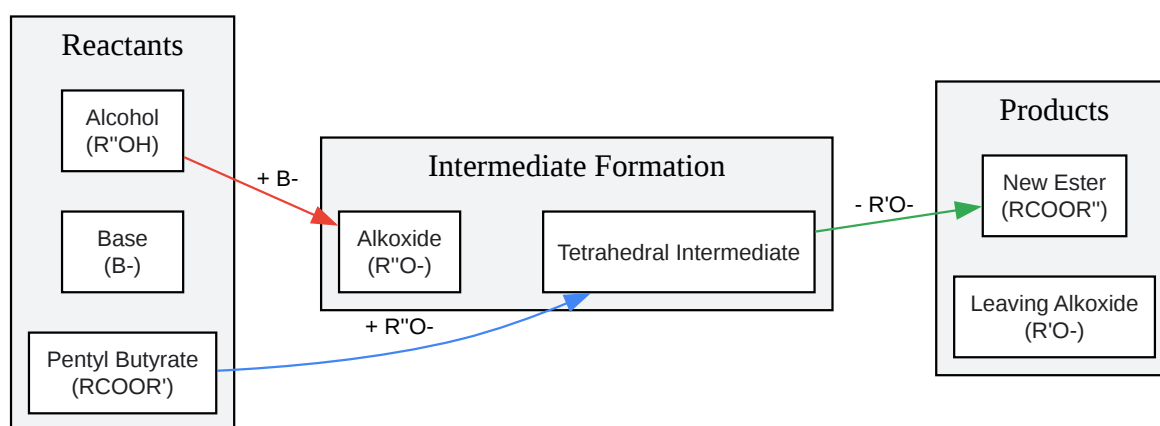 Reactants
Alcohol
(R"OH)
Base
(B-)
Pentyl Butyrate
(RCOOR')
+ B-
+ R"O-
Intermediate Formation
Alkoxide
(R"O-)
Tetrahedral Intermediate
- R'O-
Products
New Ester
(RCOOR")
Leaving Alkoxide
(R'O-)